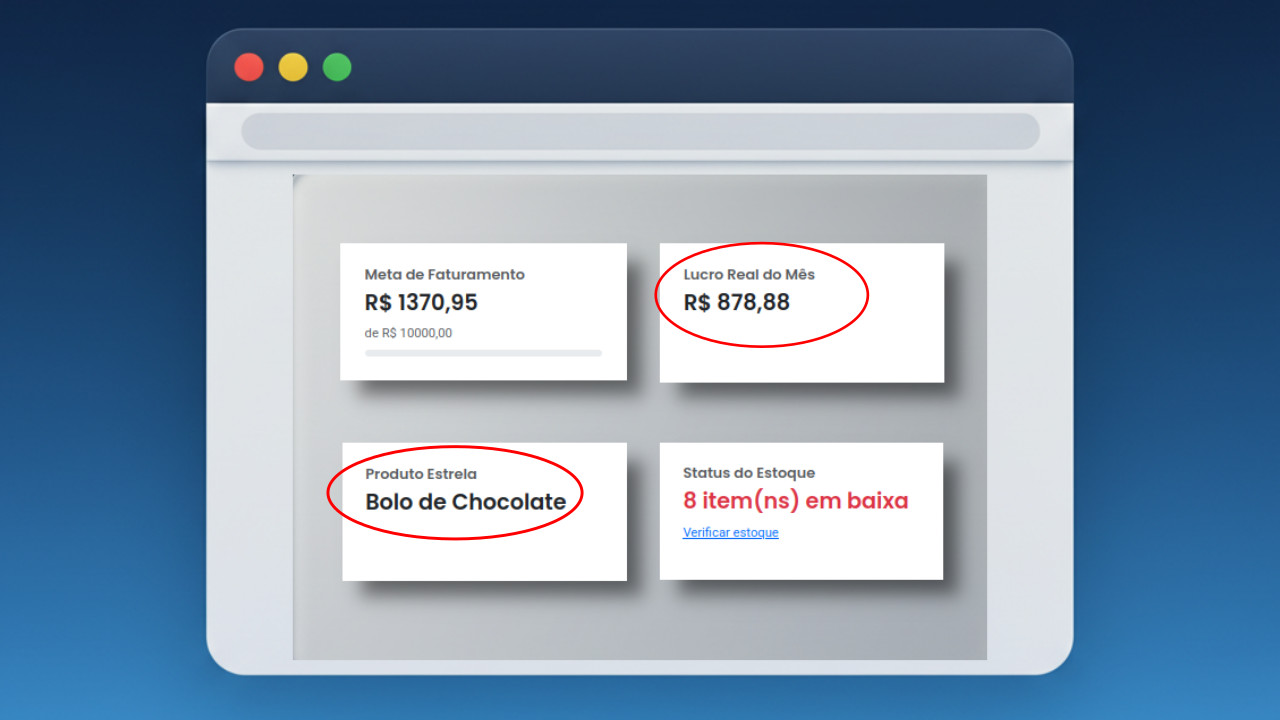 Meta de Faturamento
R$ 1370,95
de R$ 10000,00
Lucro Real do Mês
R$ 878,88
Produto Estrela
Bolo de Chocolate
Status do Estoque
8 item(ns) em baixa
Verificar estoque